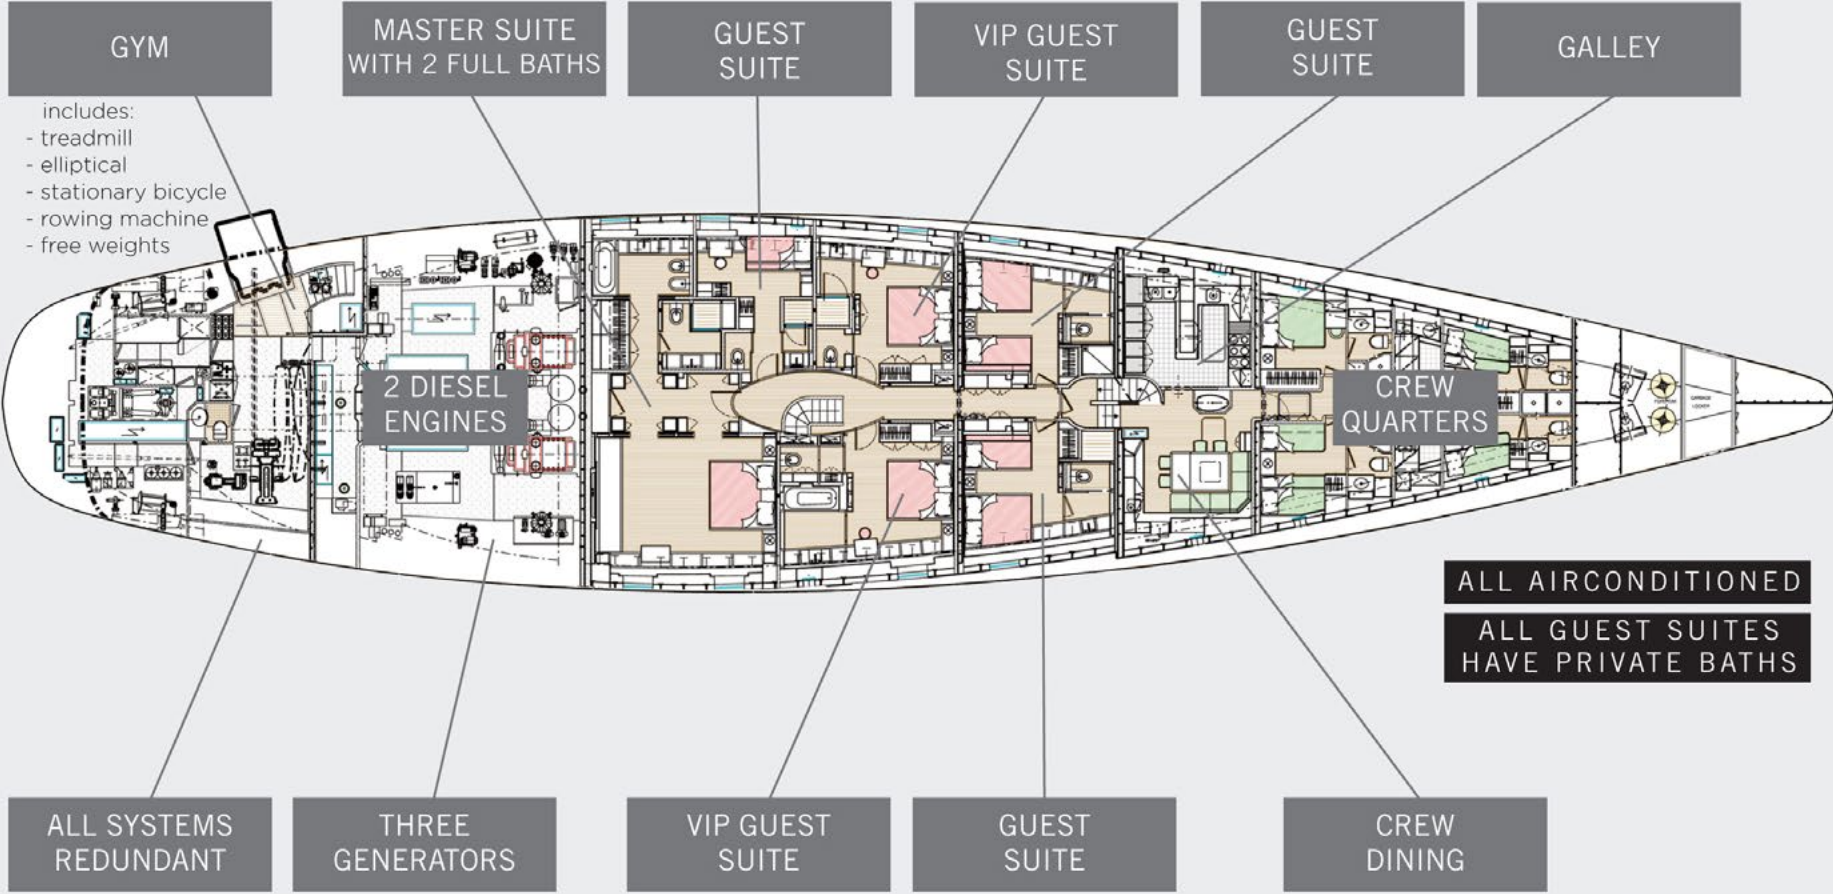 GYM
MASTER SUITE
WITH 2 FULL BATHS
GUEST
SUITE
VIP GUEST
SUITE
GUEST
SUITE
GALLEY
includes:
- treadmill
- elliptical
- stationary bicycle
- rowing machine
- free weights
2 DIESEL
ENGINES
CREW
QUARTERS
ALL AIRCONDITIONED
ALL GUEST SUITES
HAVE PRIVATE BATHS
ALL SYSTEMS
REDUNDANT
THREE
GENERATORS
VIP GUEST
SUITE
GUEST
SUITE
CREW
DINING